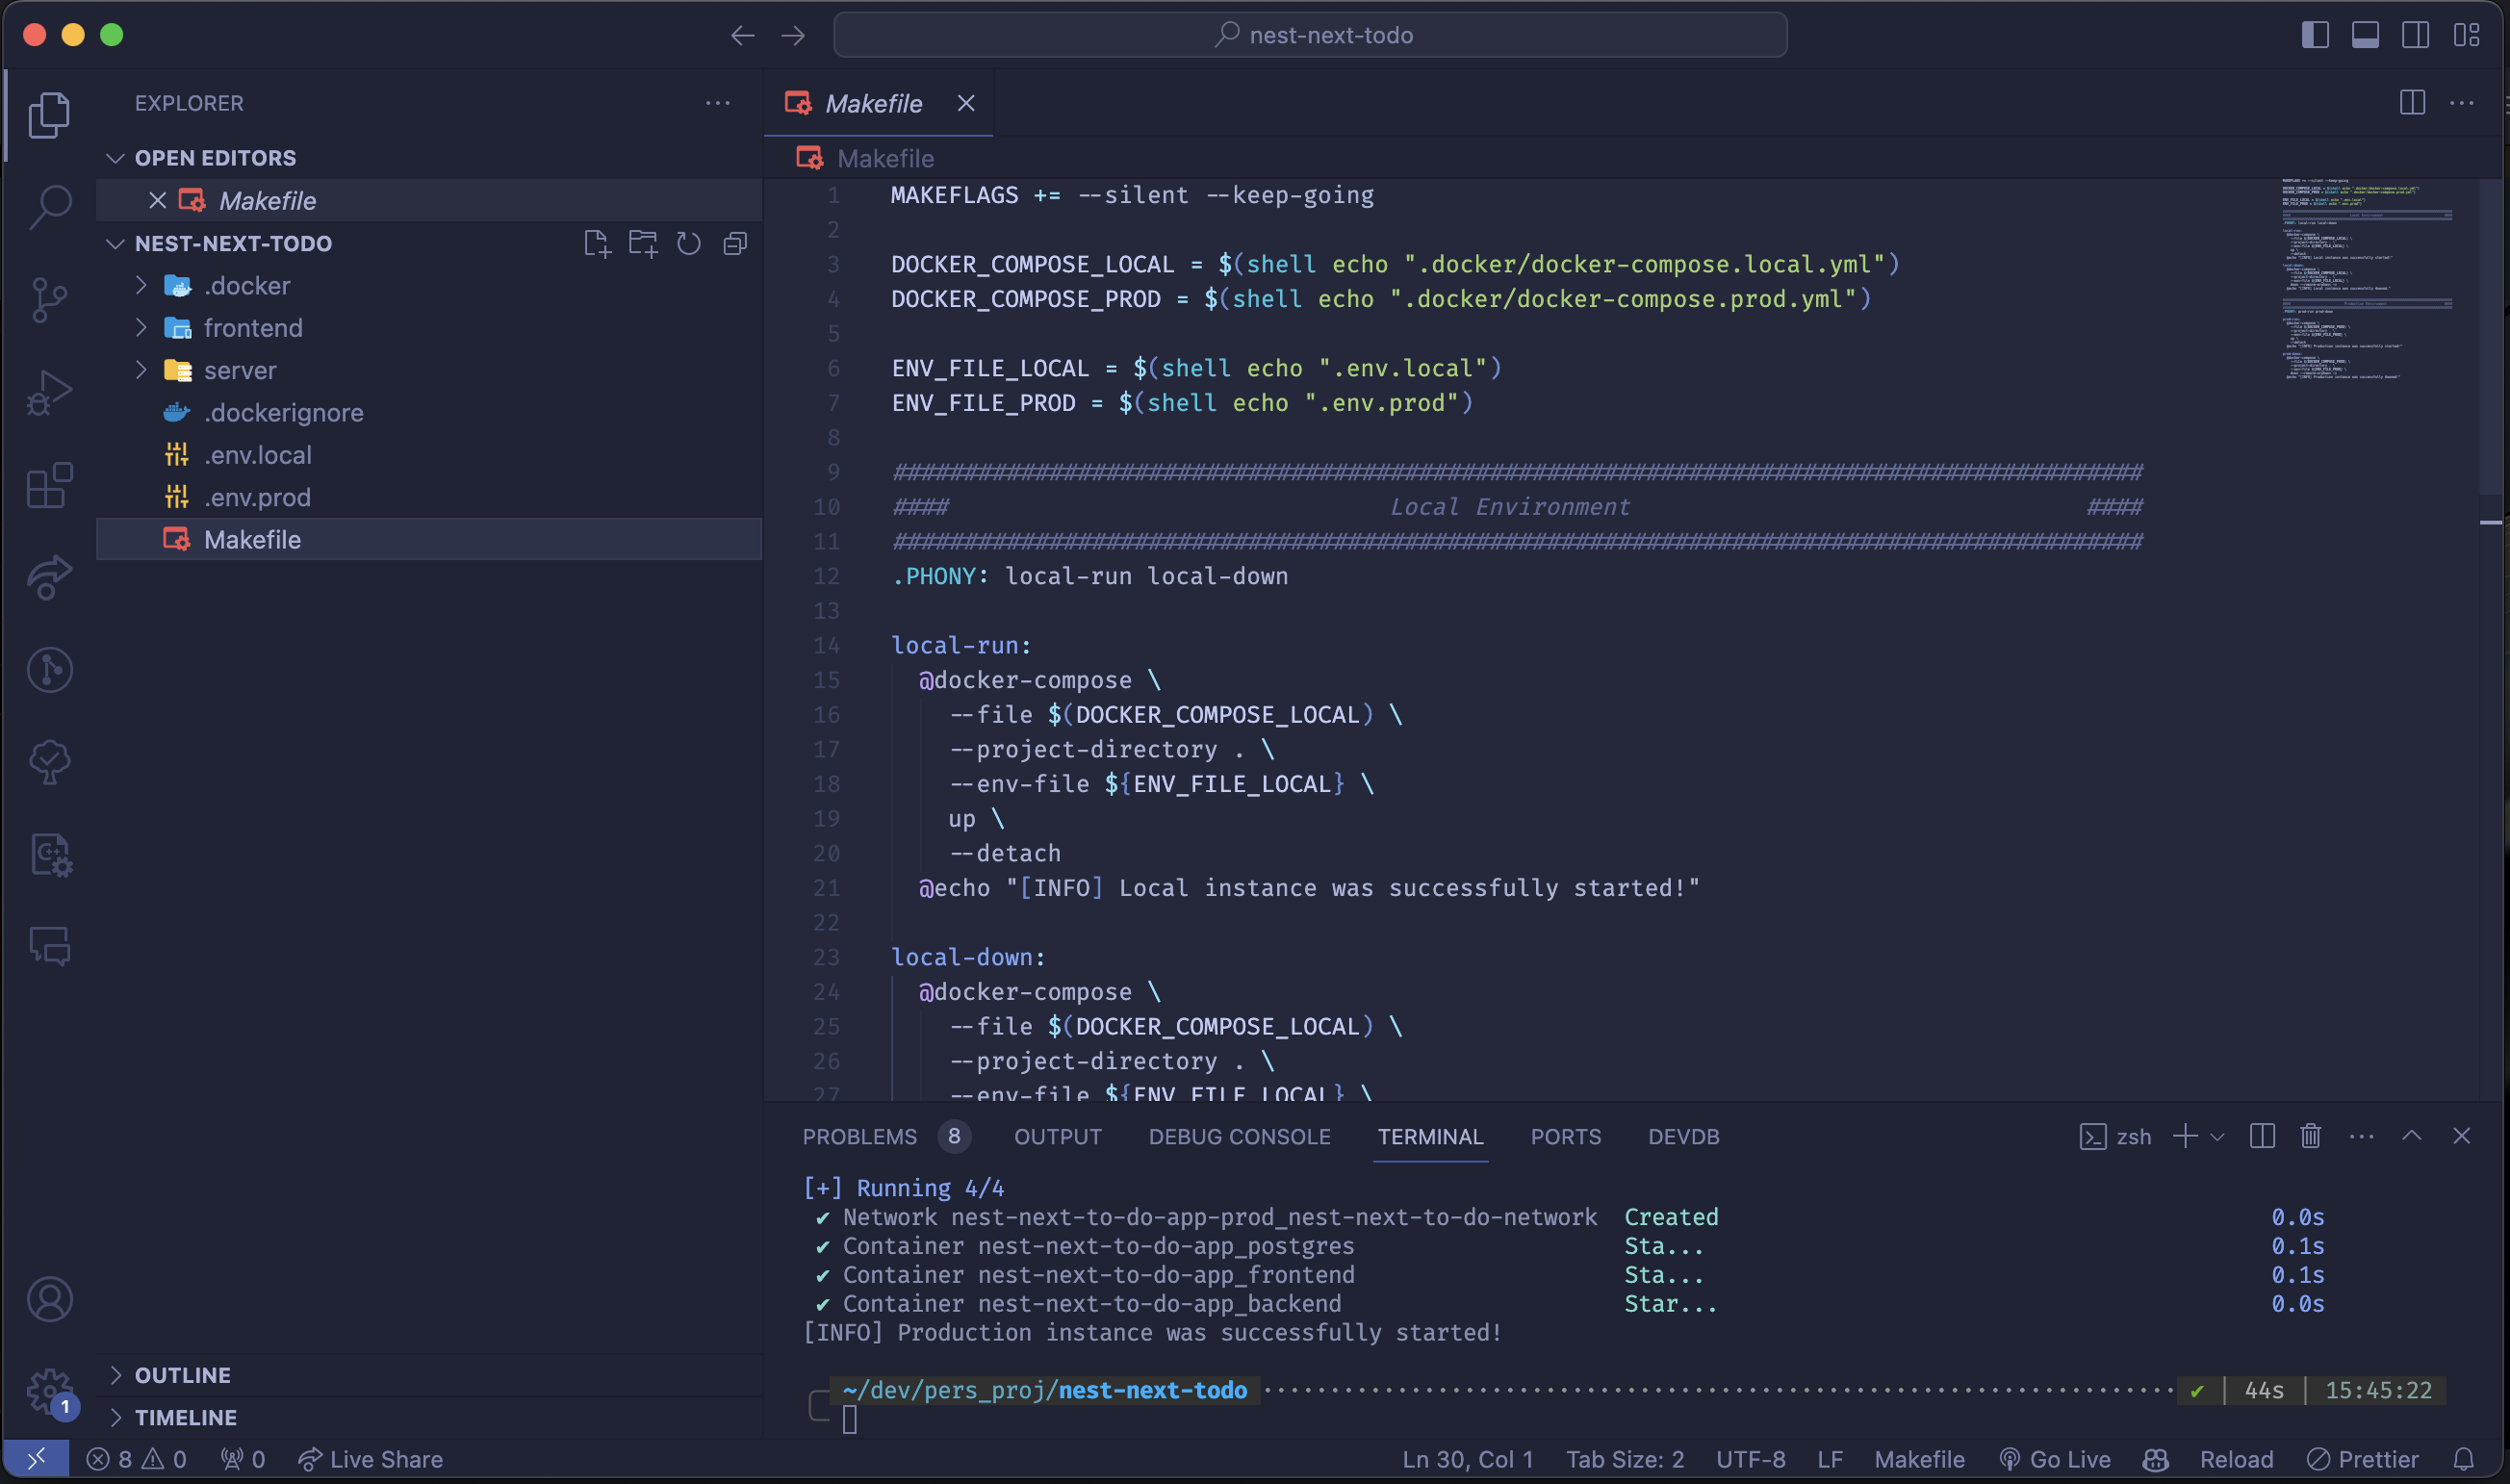 nest-next-todo
EXPLORER
OPEN EDITORS
Makefile
NEST-NEXT-TODO
.docker
frontend
server
.dockerignore
.env.local
.env.prod
Makefile
OUTLINE
TIMELINE
1
Makefile
Makefile
1 MAKEFLAGS += --silent --keep-going
2
3 DOCKER_COMPOSE_LOCAL = $(shell echo ".docker/docker-compose.local.yml")
4 DOCKER_COMPOSE_PROD = $(shell echo ".docker/docker-compose.prod.yml")
5
6 ENV_FILE_LOCAL = $(shell echo ".env.local")
7 ENV_FILE_PROD = $(shell echo ".env.prod")
8
9 ########################################################################################
10 #### Local Environment ####
11 ########################################################################################
12 .PHONY: local-run local-down
13
14 local-run:
15 @docker-compose \
16 --file $(DOCKER_COMPOSE_LOCAL) \
17 --project-directory . \
18 --env-file ${ENV_FILE_LOCAL} \
19 up \
20 --detach
21 @echo "[INFO] Local instance was successfully started!"
22
23 local-down:
24 @docker-compose \
25 --file $(DOCKER_COMPOSE_LOCAL) \
26 --project-directory . \
27 --env-file ${ENV_FILE_LOCAL} \
PROBLEMS 8 OUTPUT DEBUG CONSOLE TERMINAL PORTS DEVDB zsh
[+] Running 4/4
✔ Network nest-next-to-do-app-prod_nest-next-to-do-network Created 0.0s
✔ Container nest-next-to-do-app_postgres Sta... 0.1s
✔ Container nest-next-to-do-app_frontend Sta... 0.1s
✔ Container nest-next-to-do-app_backend Star... 0.0s
[INFO] Production instance was successfully started!
~/dev/pers_proj/nest-next-todo ✔ 44s 15:45:22
8 0 0 Live Share Ln 30, Col 1 Tab Size: 2 UTF-8 LF Makefile Go Live Reload Prettier